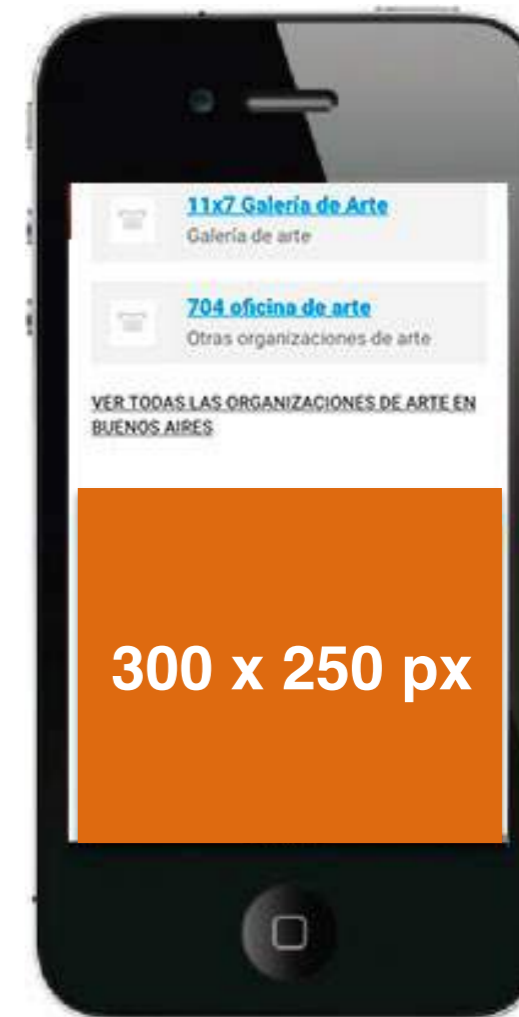 11x7 Galería de Arte
Galería de arte
704 oficina de arte
Otras organizaciones de arte
VER TODAS LAS ORGANIZACIONES DE ARTE EN
BUENOS AIRES
300 x 250 px